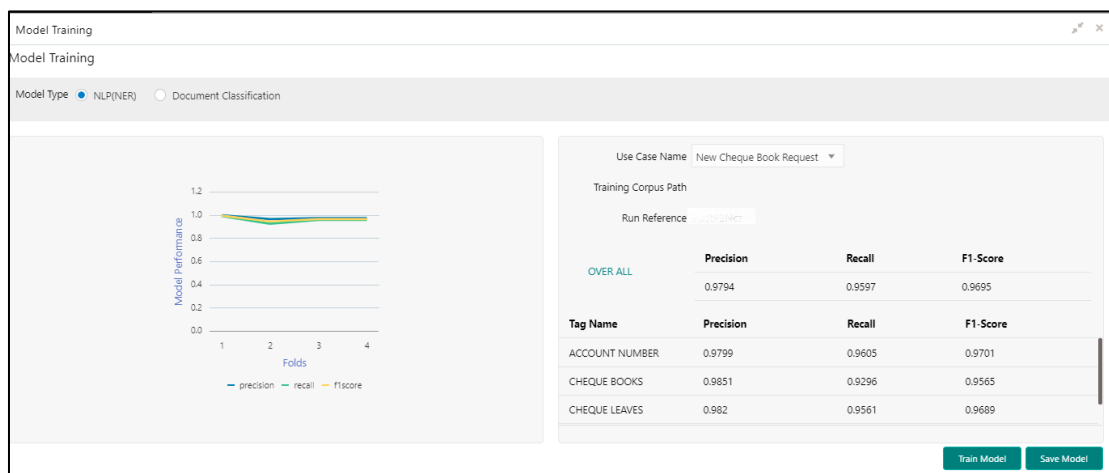 Model Training
Model Training
Model Type NLP(NER) Document Classification
1.2
1.0
0.8
0.6
0.4
0.2
0.0
Model Performance
1 2 3 4
Folds
precision recall f1score
Use Case Name New Cheque Book Request
Training Corpus Path
Run Reference
OVER ALL
Precision Recall F1-Score
0.9794 0.9597 0.9695
Tag Name Precision Recall F1-Score
ACCOUNT NUMBER 0.9799 0.9605 0.9701
CHEQUE BOOKS 0.9851 0.9296 0.9565
CHEQUE LEAVES 0.982 0.9561 0.9689
Train Model Save Model